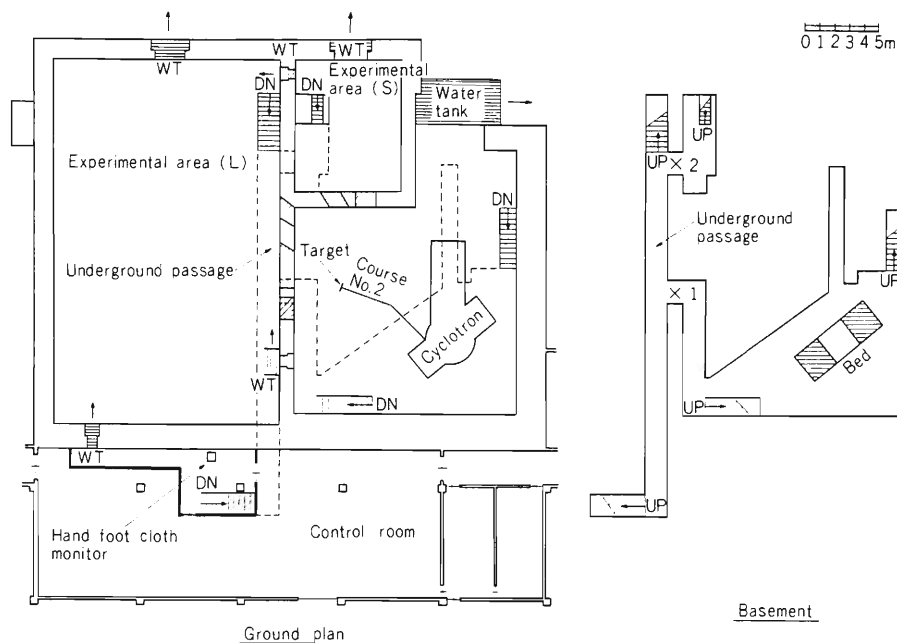 0 1 2 3 4 5m
WT
WT
WT
DN
DN
Experimental
area (S)
Water
tank
Experimental area (L)
DN
Target
Course
No.2
Underground passage
Cyclotron
WT
DN
WT
DN
Hand foot cloth
monitor
Control room
Ground plan
UP
UP
× 2
Underground
passage
UP
× 1
Bed
UP
UP
Basement